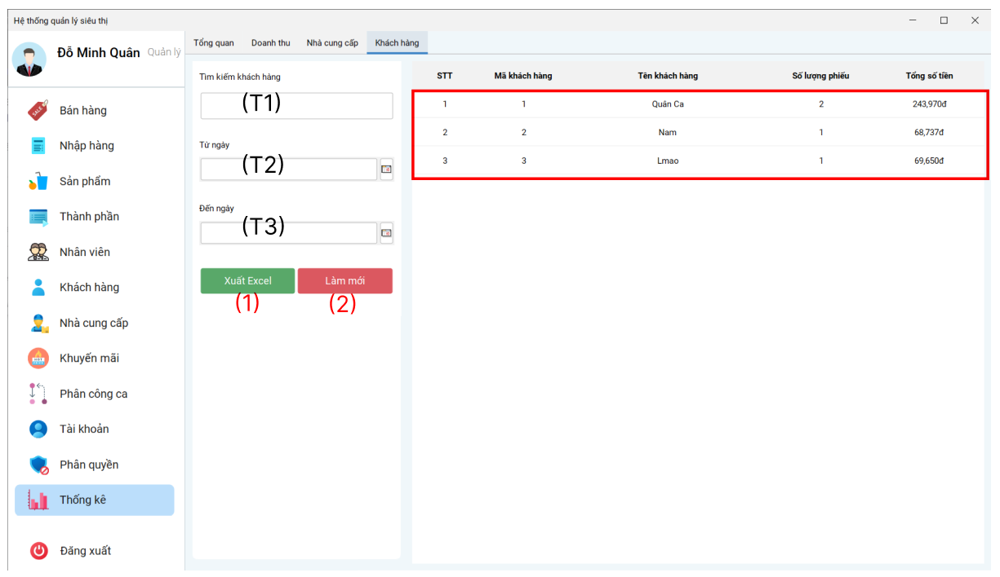 Hệ thống quản lý siêu thị
Đỗ Minh Quân Quản lý
Bán hàng
Nhập hàng
Sản phẩm
Thành phần
Nhân viên
Khách hàng
Nhà cung cấp
Khuyến mãi
Phân công ca
Tài khoản
Phân quyền
Thống kê
Đăng xuất
Tổng quan Doanh thu Nhà cung cấp Khách hàng
Tìm kiếm khách hàng
(T1)
Từ ngày
(T2)
Đến ngày
(T3)
Xuất Excel Làm mới
(1) (2)
STT Mã khách hàng Tên khách hàng Số lượng phiếu Tổng số tiền
1 1 Quân Ca 2 243,970đ
2 2 Nam 1 68,737đ
3 3 Lmao 1 69,650đ